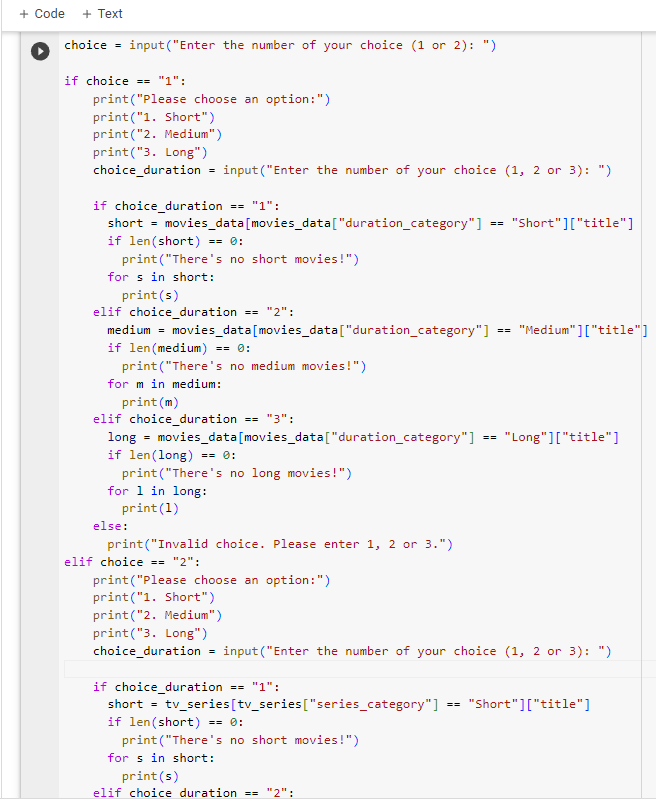 + Code + Text
choice = input("Enter the number of your choice (1 or 2): ")
if choice == "1":
    print("Please choose an option:")
    print("1. Short")
    print("2. Medium")
    print("3. Long")
    choice_duration = input("Enter the number of your choice (1, 2 or 3): ")
    if choice_duration == "1":
      short = movies_data[movies_data["duration_category"] == "Short"]["title"]
      if len(short) == 0:
        print("There's no short movies!")
      for s in short:
        print(s)
    elif choice_duration == "2":
      medium = movies_data[movies_data["duration_category"] == "Medium"]["title"]
      if len(medium) == 0:
        print("There's no medium movies!")
      for m in medium:
        print(m)
    elif choice_duration == "3":
      long = movies_data[movies_data["duration_category"] == "Long"]["title"]
      if len(long) == 0:
        print("There's no long movies!")
      for l in long:
        print(l)
    else:
      print("Invalid choice. Please enter 1, 2 or 3.")
elif choice == "2":
    print("Please choose an option:")
    print("1. Short")
    print("2. Medium")
    print("3. Long")
    choice_duration = input("Enter the number of your choice (1, 2 or 3): ")
    if choice_duration == "1":
      short = tv_series[tv_series["series_category"] == "Short"]["title"]
      if len(short) == 0:
        print("There's no short movies!")
      for s in short:
        print(s)
    elif choice_duration == "2":